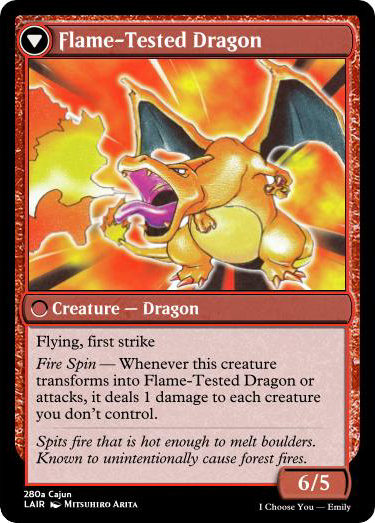 Flame-Tested Dragon
Creature — Dragon
Flying, first strike
Fire Spin — Whenever this creature
transforms into Flame-Tested Dragon or
attacks, it deals 1 damage to each creature
you don't control.
Spits fire that is hot enough to melt boulders.
Known to unintentionally cause forest fires.
6/5
280a Cajun
LAIR Mitsuhiro Arita
I Choose You — Emily